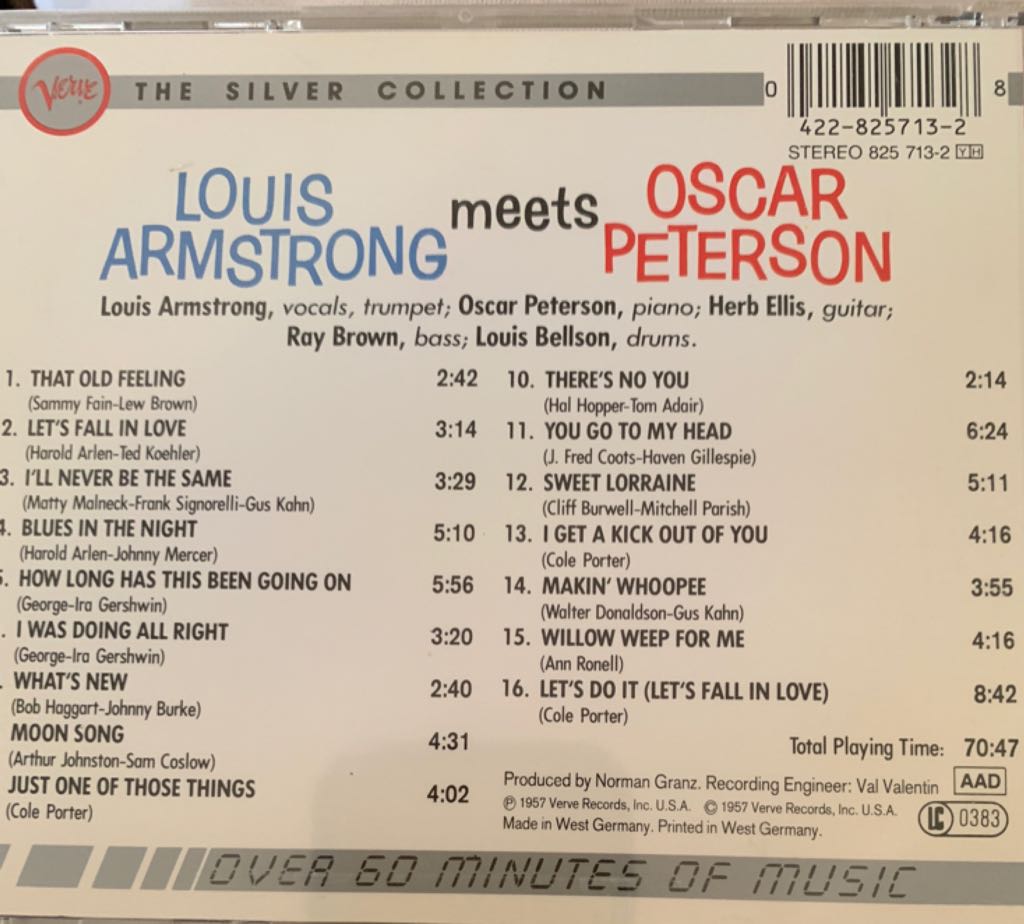 Verve
THE SILVER COLLECTION
0
8
422-825713-2
STEREO 825 713-2 YH
LOUIS ARMSTRONG meets OSCAR PETERSON
Louis Armstrong, vocals, trumpet; Oscar Peterson, piano; Herb Ellis, guitar;
Ray Brown, bass; Louis Bellson, drums.
1. THAT OLD FEELING 2:42
(Sammy Fain-Lew Brown)
2. LET'S FALL IN LOVE 3:14
(Harold Arlen-Ted Koehler)
3. I'LL NEVER BE THE SAME 3:29
(Matty Malneck-Frank Signorelli-Gus Kahn)
4. BLUES IN THE NIGHT 5:10
(Harold Arlen-Johnny Mercer)
5. HOW LONG HAS THIS BEEN GOING ON 5:56
(George-Ira Gershwin)
. I WAS DOING ALL RIGHT 3:20
(George-Ira Gershwin)
. WHAT'S NEW 2:40
(Bob Haggart-Johnny Burke)
MOON SONG 4:31
(Arthur Johnston-Sam Coslow)
JUST ONE OF THOSE THINGS 4:02
(Cole Porter)
10. THERE'S NO YOU 2:14
(Hal Hopper-Tom Adair)
11. YOU GO TO MY HEAD 6:24
(J. Fred Coots-Haven Gillespie)
12. SWEET LORRAINE 5:11
(Cliff Burwell-Mitchell Parish)
13. I GET A KICK OUT OF YOU 4:16
(Cole Porter)
14. MAKIN' WHOOPEE 3:55
(Walter Donaldson-Gus Kahn)
15. WILLOW WEEP FOR ME 4:16
(Ann Ronell)
16. LET'S DO IT (LET'S FALL IN LOVE) 8:42
(Cole Porter)
Total Playing Time: 70:47
Produced by Norman Granz. Recording Engineer: Val Valentin AAD
℗ 1957 Verve Records, Inc. U.S.A. © 1957 Verve Records, Inc. U.S.A.
Made in West Germany. Printed in West Germany.
LC 0383
OVER 60 MINUTES OF MUSIC